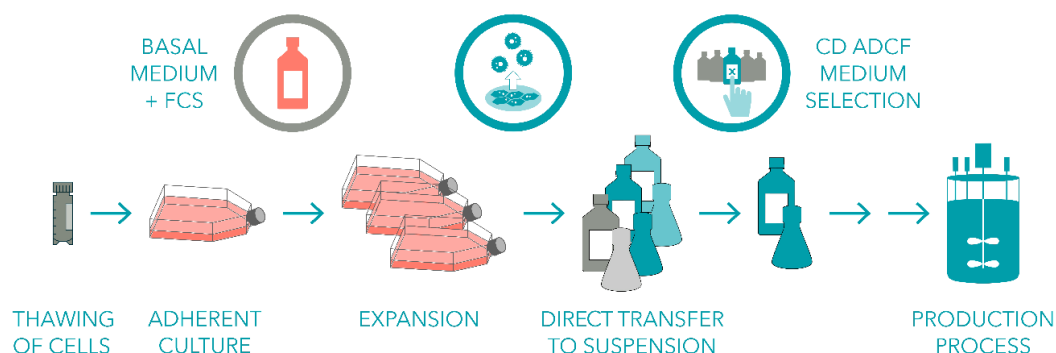 BASAL
MEDIUM
+ FCS
CD ADCF
MEDIUM
SELECTION
X
THAWING
OF CELLS
ADHERENT
CULTURE
EXPANSION
DIRECT TRANSFER
TO SUSPENSION
PRODUCTION
PROCESS